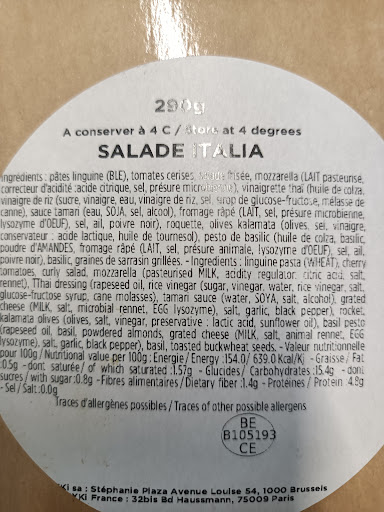 290g
A conserver à 4 C / Store at 4 degrees
SALADE ITALIA
Ingrédients : pâtes linguine (BLE), tomates cerises, frisée, mozzarella (LAIT pasteurisé,
correcteur d'acidité :acide citrique, sel, présure microbienne), vinaigrette thaï (huile de colza,
vinaigre de riz (sucre, vinaigre, eau, vinaigre de riz, sel, sirop de glucose-fructose, mélasse de
canne), sauce tamari (eau, SOJA, sel, alcool), fromage râpé (LAIT, sel, présure microbienne,
lysozyme d'OEUF), sel, ail, poivre noir), roquette, olives kalamata (olives, sel, vinaigre,
conservateur : acide lactique, huile de tournesol), pesto de basilic (huile de colza, basilic,
poudre d'AMANDES, fromage râpé (LAIT, sel, présure animale, lysozyme d'OEUF), sel, ail,
poivre noir), basilic, graines de sarrasin grillées. - Ingredients : linguine pasta (WHEAT), cherry
tomatoes, curly salad, mozzarella (pasteurised MILK, acidity regulator: citric acid, salt,
rennet), Thai dressing (rapeseed oil, rice vinegar (sugar, vinegar, water, rice vinegar, salt,
glucose-fructose syrup, cane molasses), tamari sauce (water, SOYA, salt, alcohol), grated
cheese (MILK, salt, microbial rennet, EGG lysozyme), salt, garlic, black pepper), rocket,
kalamata olives (olives, salt, vinegar, preservative : lactic acid, sunflower oil), basil pesto
(rapeseed oil, basil, powdered almonds, grated cheese (MILK, salt, animal rennet, EGG
lysozyme), salt, garlic, black pepper), basil, toasted buckwheat seeds. - Valeur nutritionnelle
pour 100g / Nutritional value per 100g : Energie / Energy :154.0/ 639.0 Kcal/Kj - Graisse / Fat
:0.5g -dont saturée / of which saturated :1.57g - Glucides / Carbohydrates :15.4g - dont
sucres / with sugar :0.8g - Fibres alimentaires / Dietary fiber :1.4g - Protéines / Protein :4.8g
- Sel / Salt :0.0g
Traces d'allergènes possibles / Traces of other possible allergens
BE
B105193
CE
sa : Stéphanie Plaza Avenue Louise 54, 1000 Brussels
France : 32bis Bd Haussmann, 75009 Paris